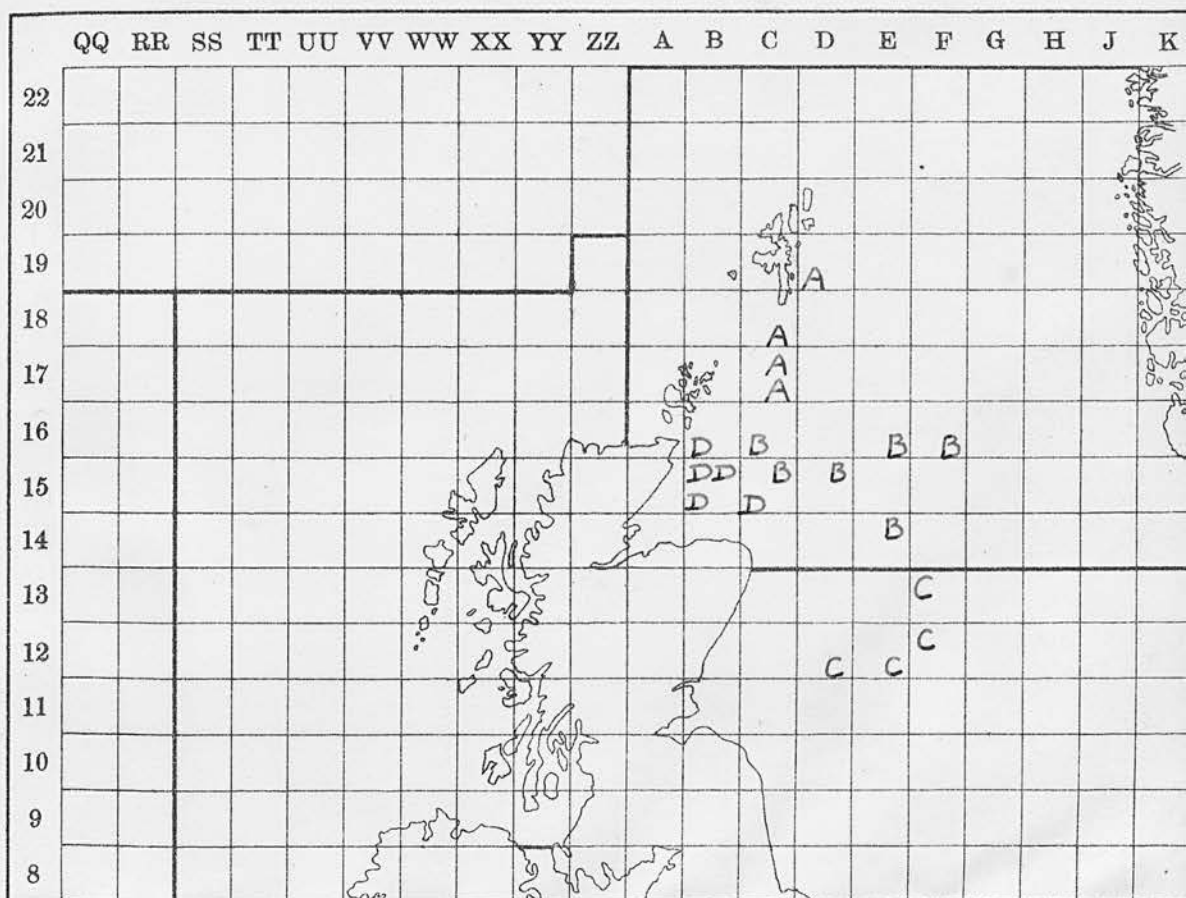 QQ RR SS TT UU VV WW XX YY ZZ A B C D E F G H J K
22
21
20
19 A
18 A
17 A
A
16 D B B B
15 DD B B
D D
14 B
13 C
12 C
C C
11
10
9
8